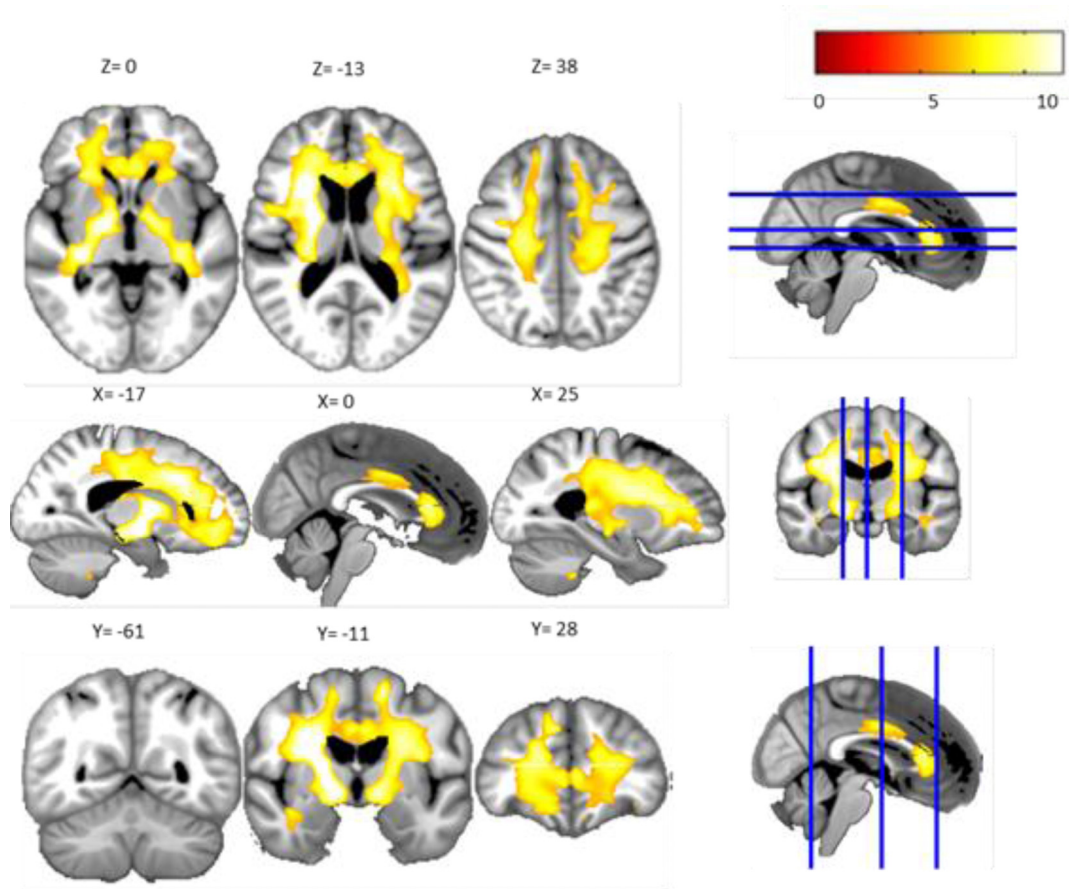 Z= 0
Z= -13
Z= 38
0
5
10
X= -17
X= 0
X= 25
Y= -61
Y= -11
Y= 28